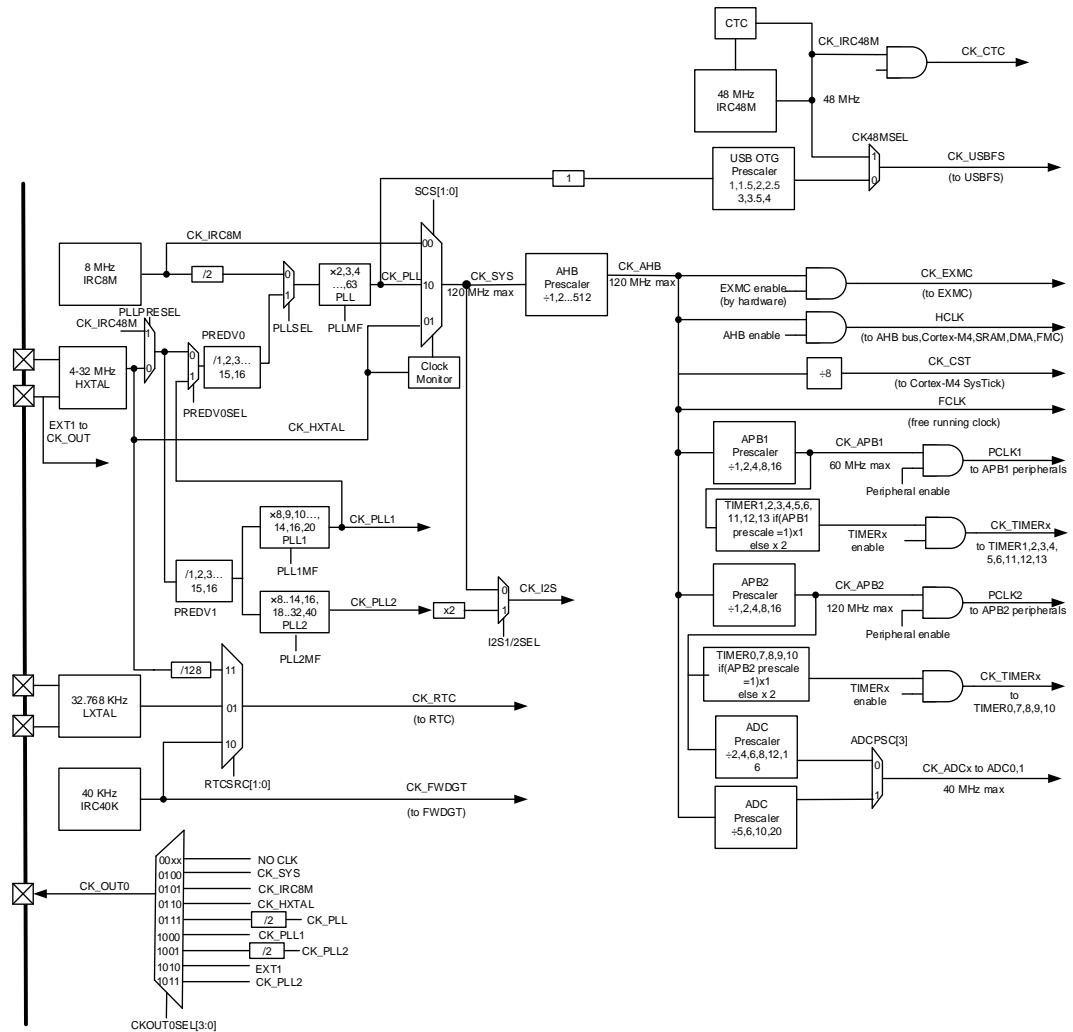 CTC
CK_IRC48M
CK_CTC
48 MHz
IRC48M
48 MHz
CK48MSEL
USB OTG
Prescaler
1,1.5,2,2.5
3,3.5,4
1
0
CK_USBFS
(to USBFS)
1
SCS[1:0]
CK_IRC8M
8 MHz
IRC8M
/2
0
1
PLLSEL
×2,3,4
…,63
PLL
PLLMF
CK_PLL
00
10
01
CK_SYS
120 MHz max
AHB
Prescaler
÷1,2...512
CK_AHB
120 MHz max
EXMC enable
(by hardware)
CK_EXMC
(to EXMC)
AHB enable
HCLK
(to AHB bus,Cortex-M4,SRAM,DMA,FMC)
÷8
CK_CST
(to Cortex-M4 SysTick)
FCLK
(free running clock)
PLLPRESEL
CK_IRC48M
1
0
PREDV0
0
1
/1,2,3…
15,16
PREDV0SEL
4-32 MHz
HXTAL
Clock
Monitor
EXT1 to
CK_OUT
CK_HXTAL
APB1
Prescaler
÷1,2,4,8,16
CK_APB1
60 MHz max
Peripheral enable
PCLK1
to APB1 peripherals
TIMER1,2,3,4,5,6,
11,12,13 if(APB1
prescale =1)x1
else x 2
TIMERx
enable
CK_TIMERx
to TIMER1,2,3,4,
5,6,11,12,13
×8,9,10…,
14,16,20
PLL1
PLL1MF
CK_PLL1
/1,2,3…
15,16
PREDV1
×8..14,16,
18..32,40
PLL2
PLL2MF
CK_PLL2
x2
0
1
CK_I2S
I2S1/2SEL
APB2
Prescaler
÷1,2,4,8,16
CK_APB2
120 MHz max
Peripheral enable
PCLK2
to APB2 peripherals
TIMER0,7,8,9,10
if(APB2 prescale
=1)x1
else x 2
TIMERx
enable
CK_TIMERx
to
TIMER0,7,8,9,10
/128
11
01
10
32.768 KHz
LXTAL
CK_RTC
(to RTC)
RTCSRC[1:0]
40 KHz
IRC40K
CK_FWDGT
(to FWDGT)
ADC
Prescaler
÷2,4,6,8,12,1
6
ADCPSC[3]
0
1
CK_ADCx to ADC0,1
40 MHz max
ADC
Prescaler
÷5,6,10,20
CK_OUT0
00xx
NO CLK
0100
CK_SYS
0101
CK_IRC8M
0110
CK_HXTAL
0111
/2
CK_PLL
1000
CK_PLL1
1001
/2
CK_PLL2
1010
EXT1
1011
CK_PLL2
CKOUT0SEL[3:0]